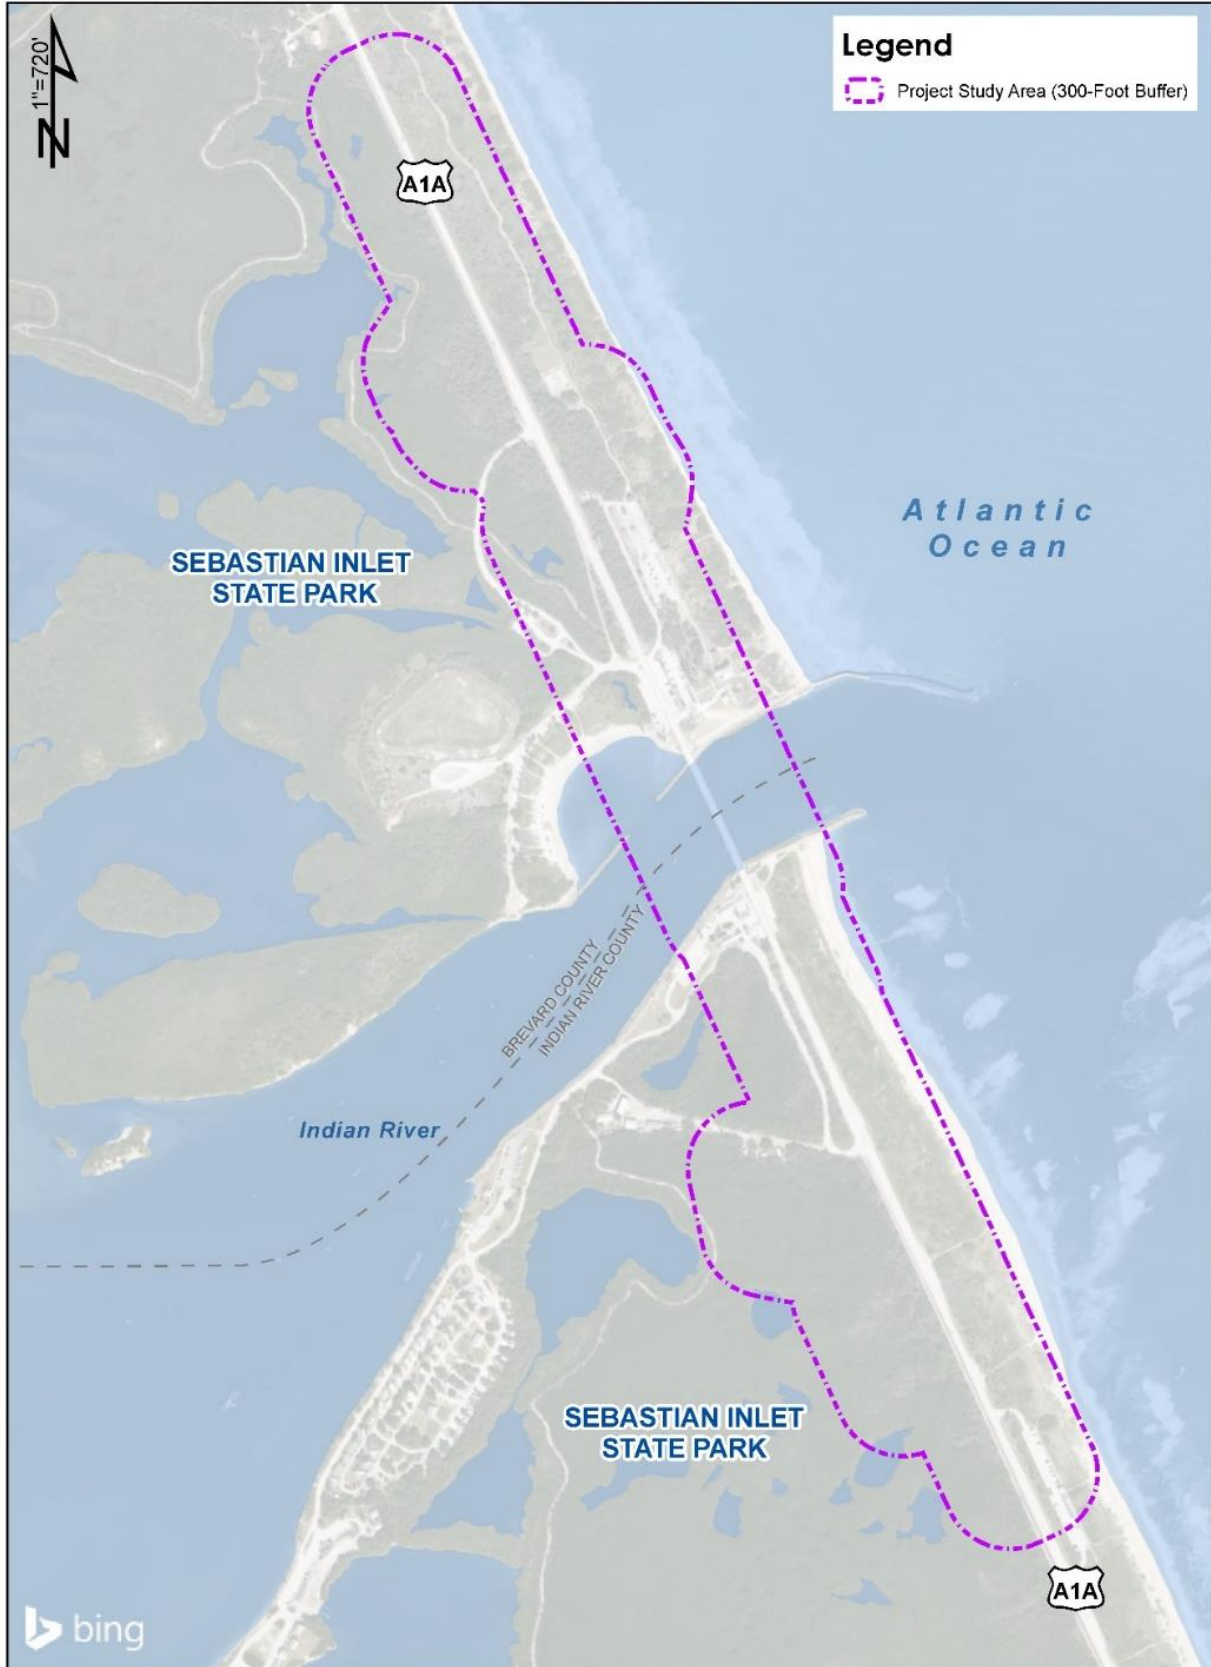 1"=720'
N
Legend
Project Study Area (300-Foot Buffer)
A1A
Atlantic
Ocean
SEBASTIAN INLET
STATE PARK
BREVARD COUNTY
INDIAN RIVER COUNTY
Indian River
SEBASTIAN INLET
STATE PARK
A1A
bing